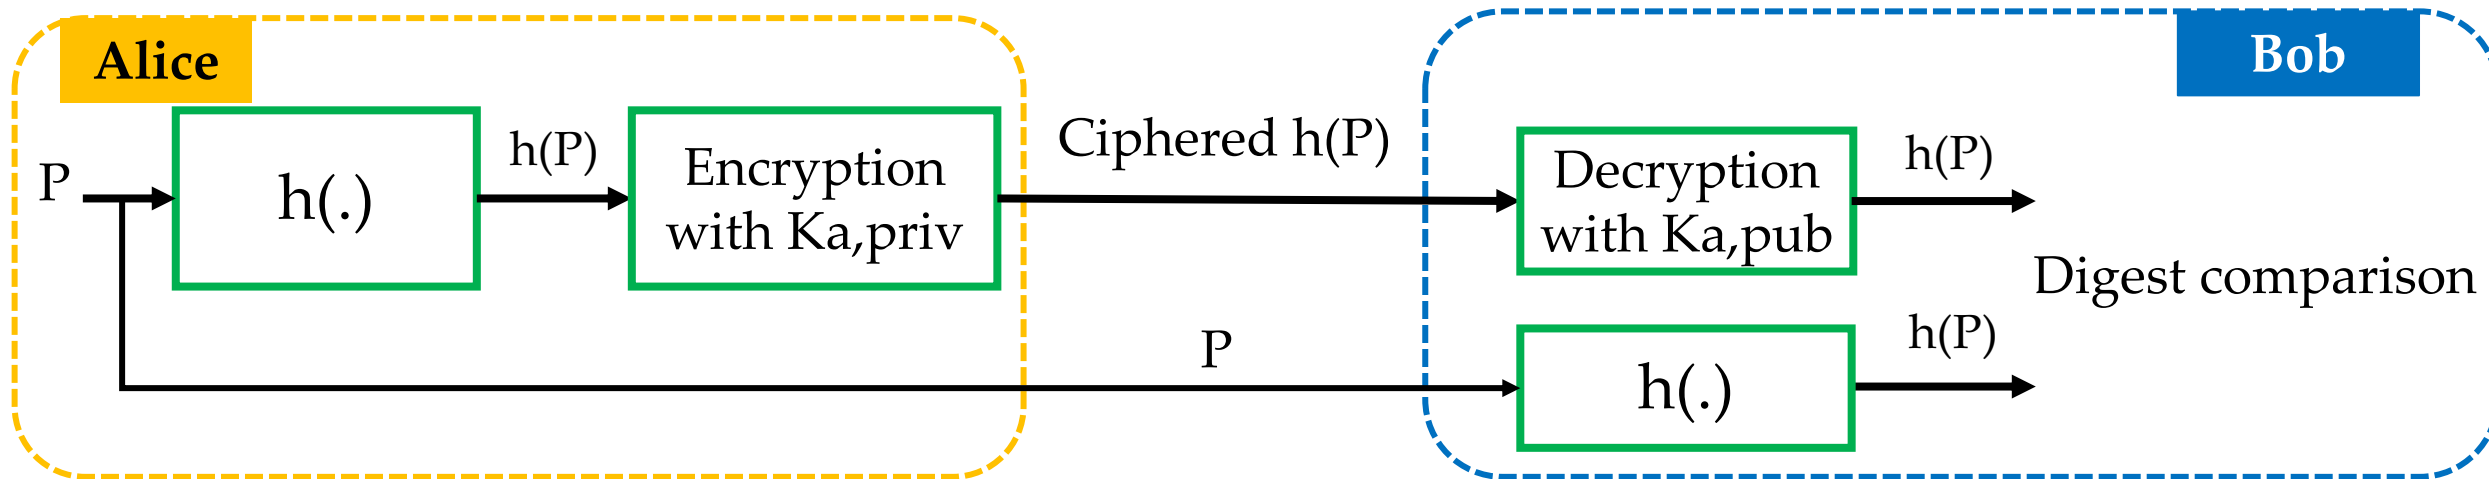 Alice
Bob
P
h(.)
h(P)
Encryption
with Ka,priv
Ciphered h(P)
Decryption
with Ka,pub
h(P)
Digest comparison
P
h(.)
h(P)